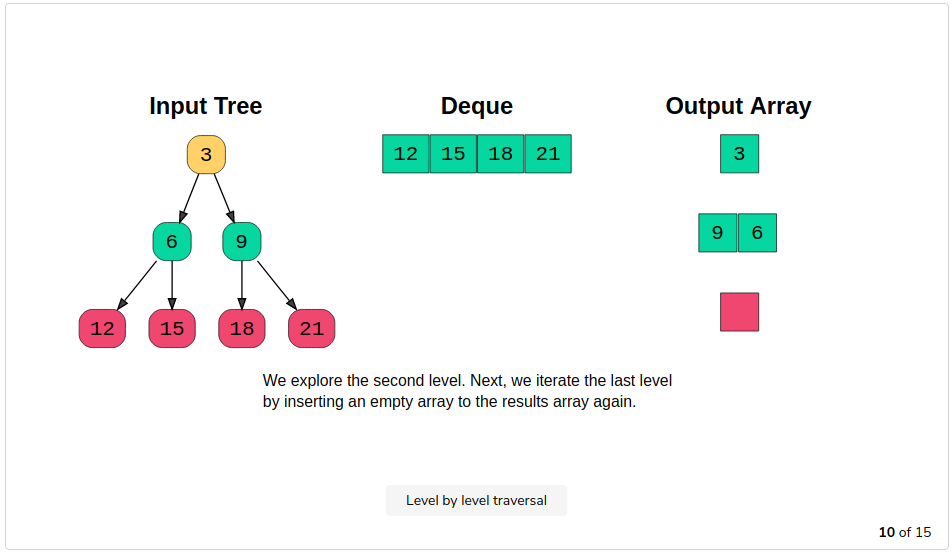 Input Tree Deque Output Array
3 12 15 18 21 3
6 9 9 6
12 15 18 21
We explore the second level. Next, we iterate the last level
by inserting an empty array to the results array again.
Level by level traversal
10 of 15